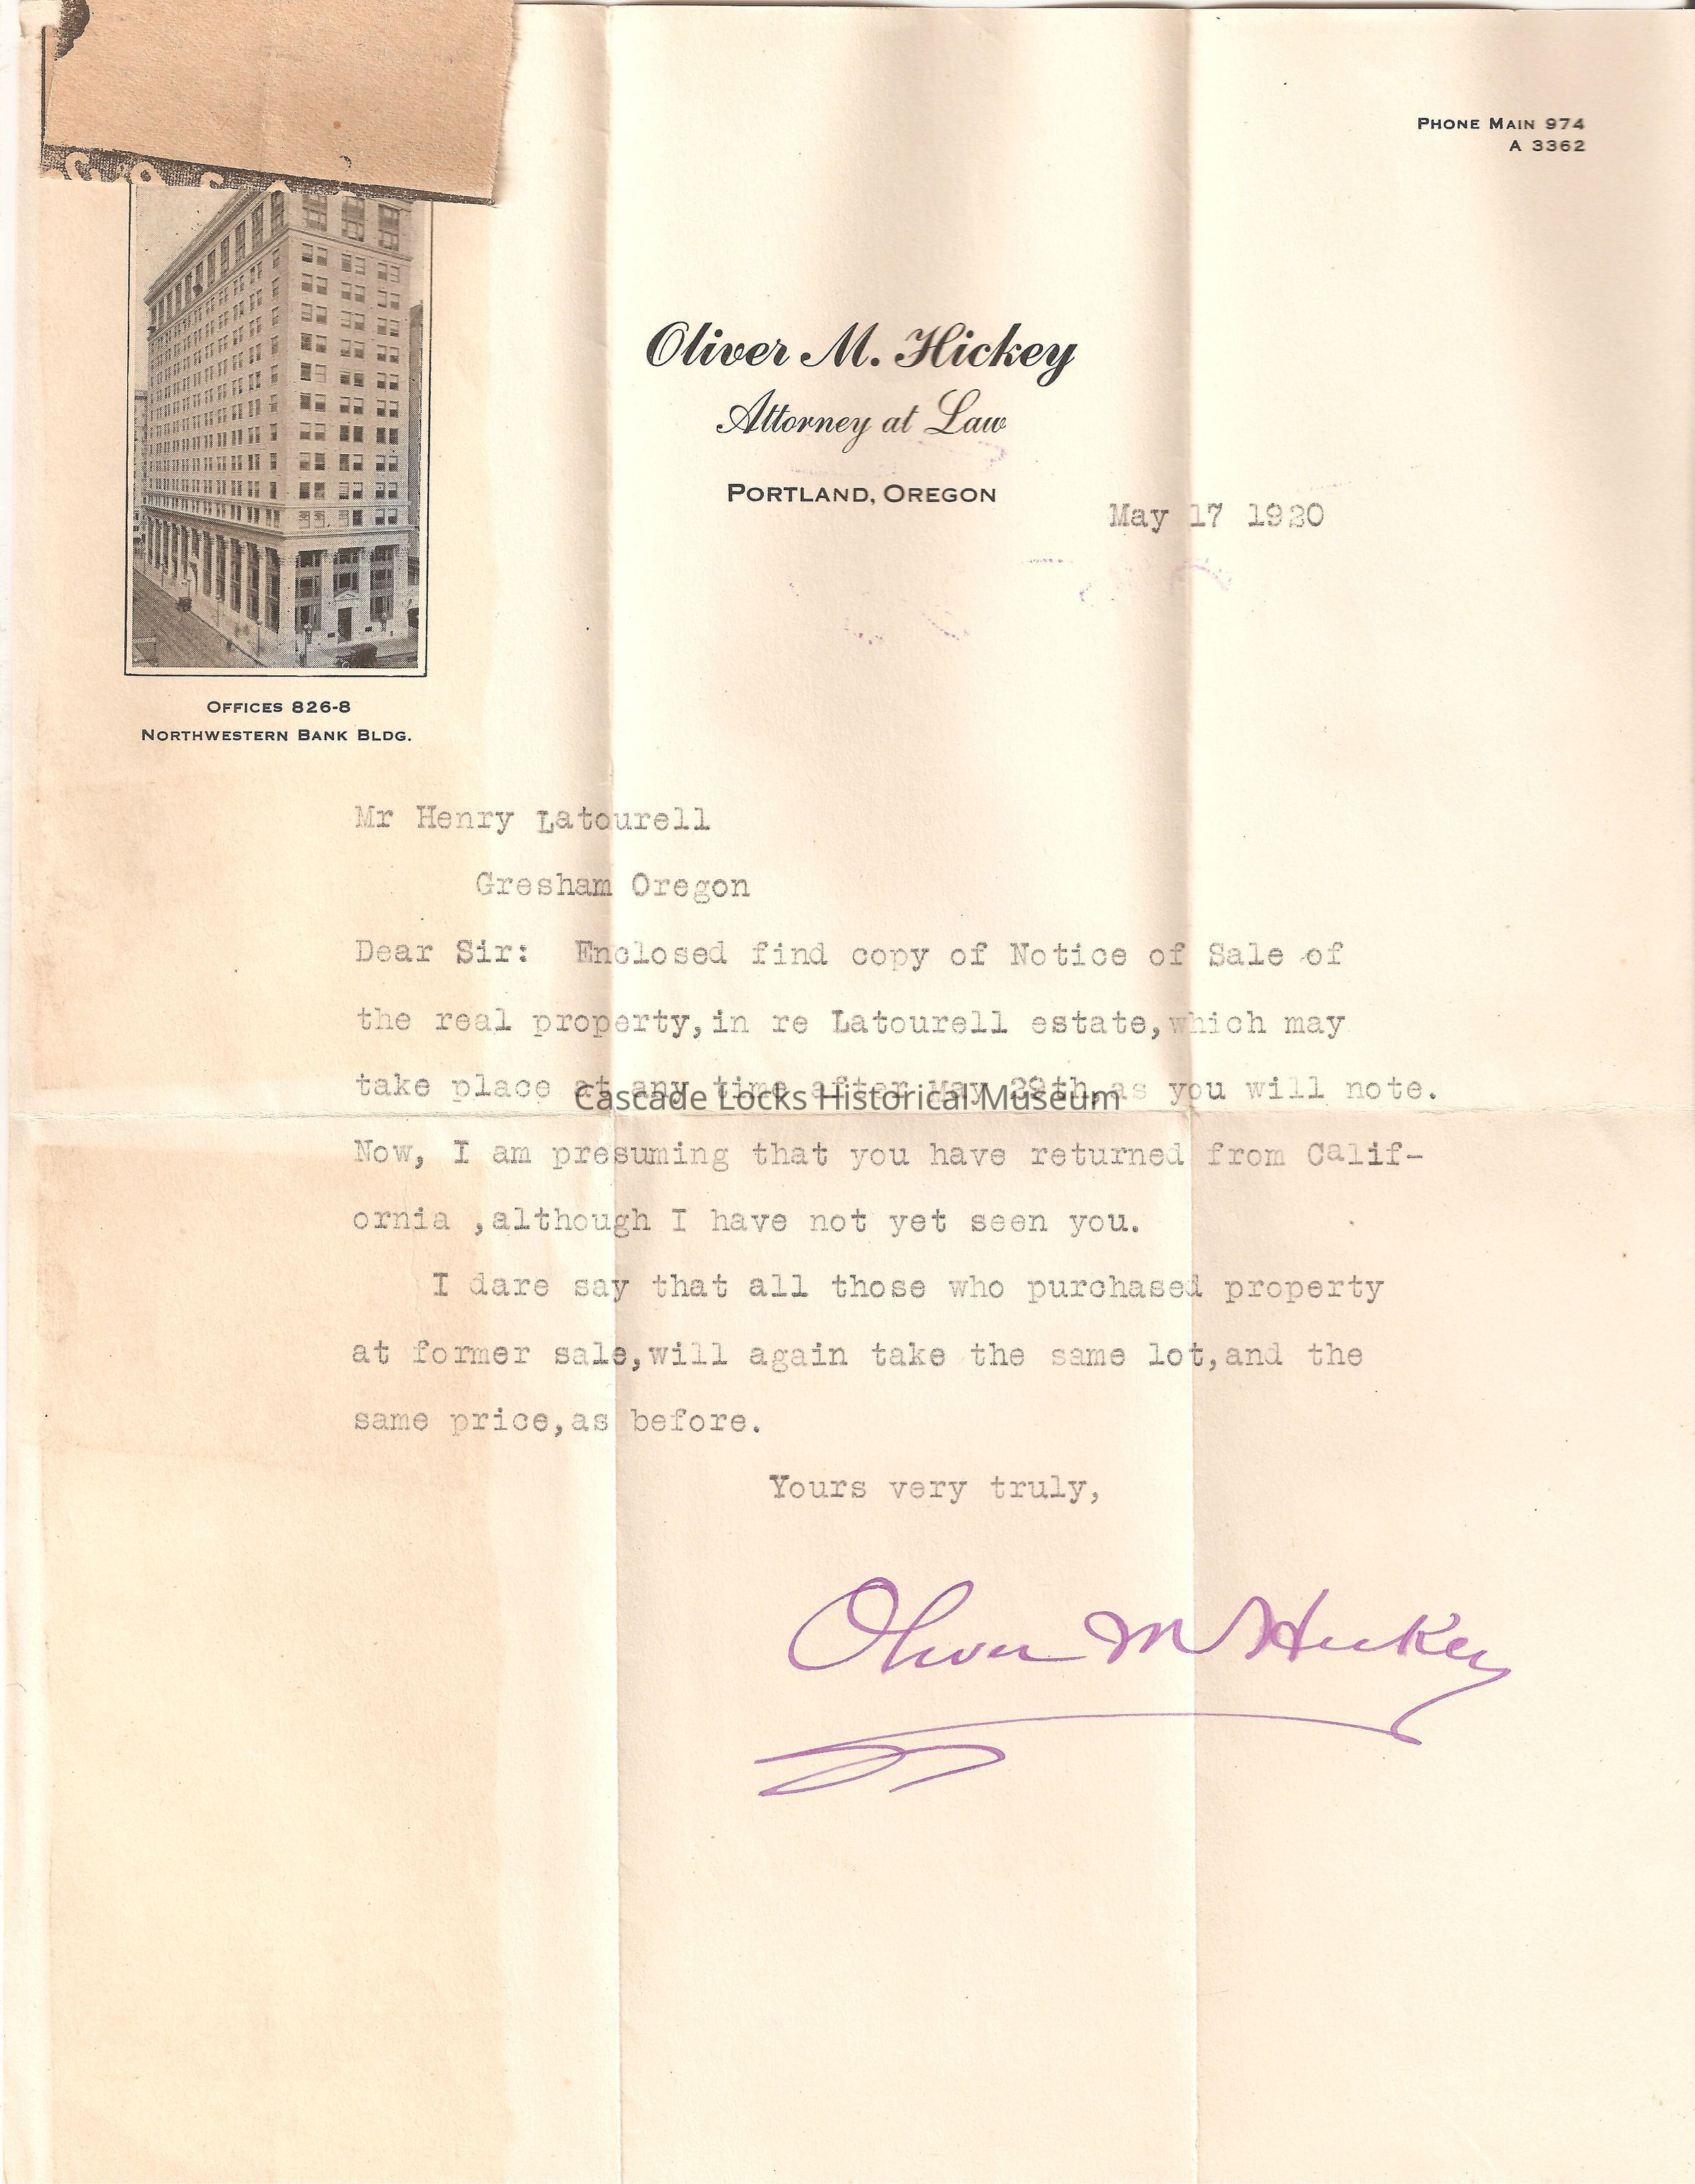 PHONE MAIN 974
A 3362
Oliver M. Hickey
Attorney at Law
PORTLAND, OREGON
May 17 1920
OFFICES 826-8
NORTHWESTERN BANK BLDG.
Mr Henry Latourell
Gresham Oregon
Dear Sir: Enclosed find copy of Notice of Sale of
the real property,in re Latourell estate,which may
take place at any time after May 29th,as you will note.
Cascade Locks Historical Museum
Now, I am presuming that you have returned from Calif-
ornia ,although I have not yet seen you.
I dare say that all those who purchased property
at former sale,will again take the same lot,and the
same price,as before.
Yours very truly,
Oliver M Hickey